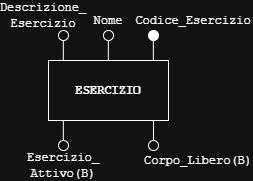 Descrizione_
Esercizio
Nome
Codice_Esercizio
ESERCIZIO
Esercizio_
Attivo(B)
Corpo_Libero(B)